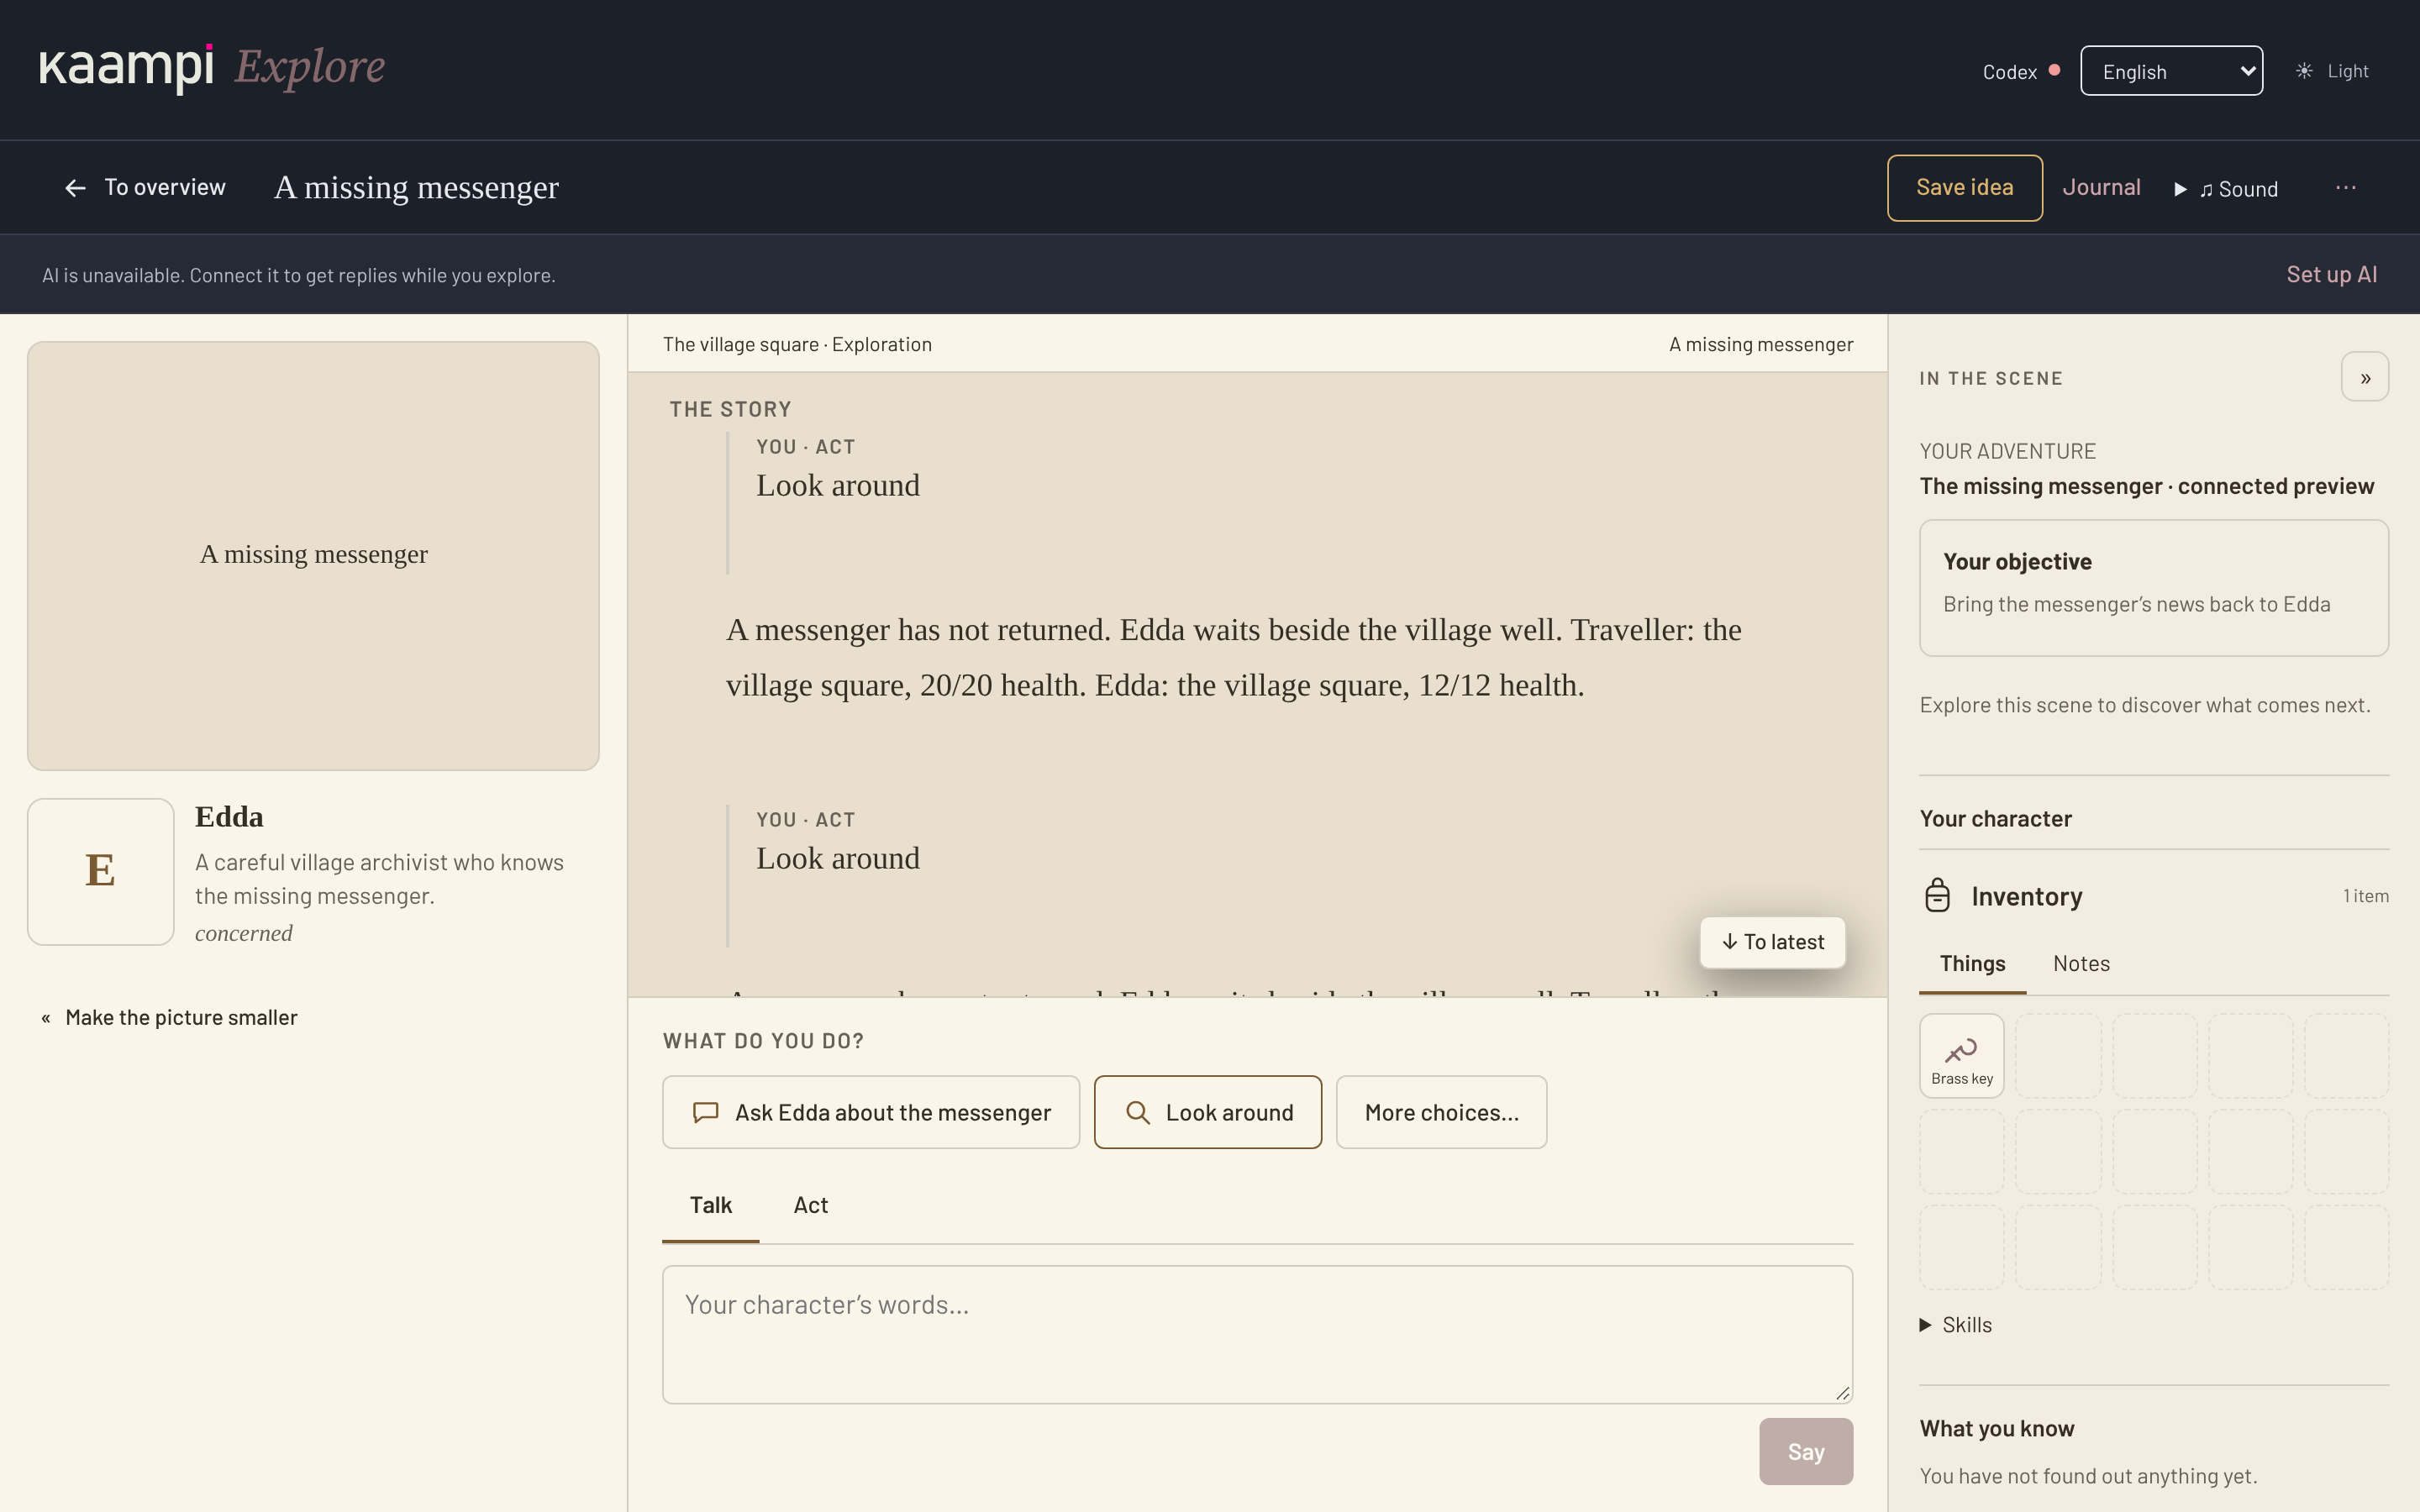 Kaampi Explore
Codex
English
☀ Light
← To overview
A missing messenger
Save idea
Journal
▶ ♫ Sound
···
AI is unavailable. Connect it to get replies while you explore.
Set up AI
A missing messenger
E
Edda
A careful village archivist who knows
the missing messenger.
concerned
« Make the picture smaller
The village square · Exploration
A missing messenger
THE STORY
YOU · ACT
Look around
A messenger has not returned. Edda waits beside the village well. Traveller: the
village square, 20/20 health. Edda: the village square, 12/12 health.
YOU · ACT
Look around
↓ To latest
WHAT DO YOU DO?
Ask Edda about the messenger
Look around
More choices...
Talk
Act
Your character’s words...
Say
IN THE SCENE
»
YOUR ADVENTURE
The missing messenger · connected preview
Your objective
Bring the messenger’s news back to Edda
Explore this scene to discover what comes next.
Your character
Inventory
1 item
Things
Notes
Brass key
▶ Skills
What you know
You have not found out anything yet.